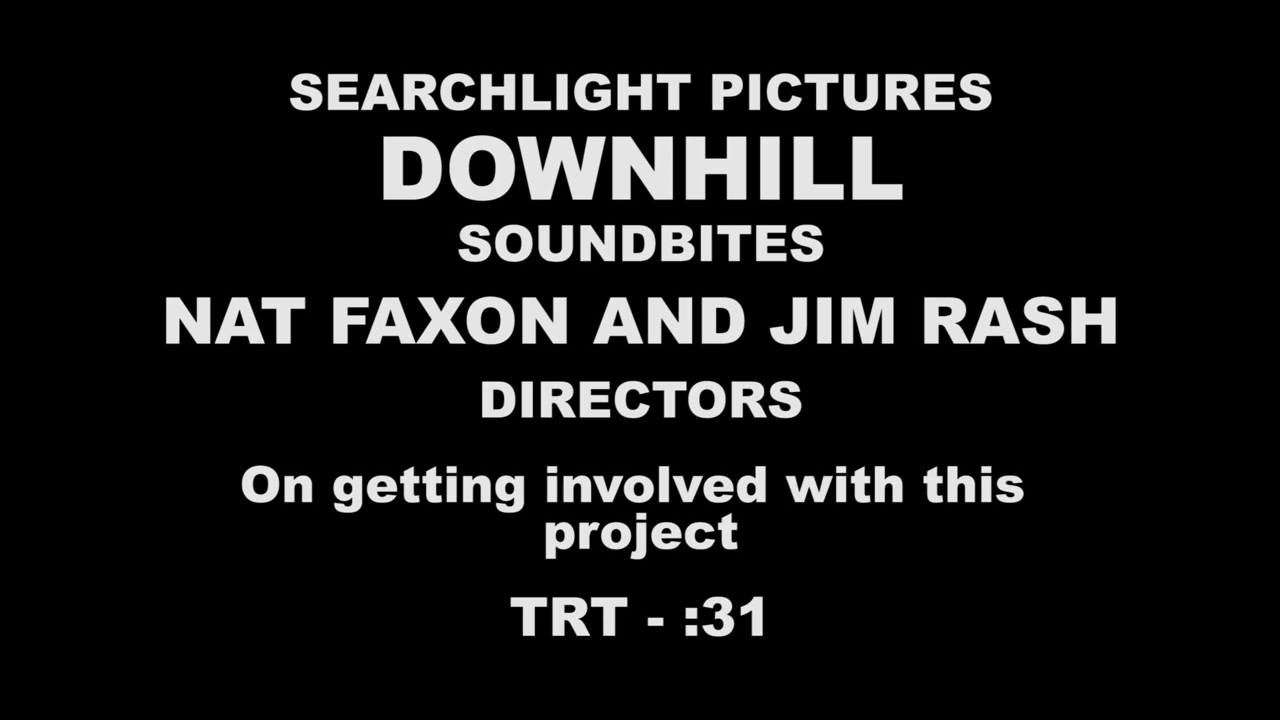 SEARCHLIGHT PICTURES
DOWNHILL
SOUNDBITES
NAT FAXON AND JIM RASH
DIRECTORS
On getting involved with this
project
TRT - :31